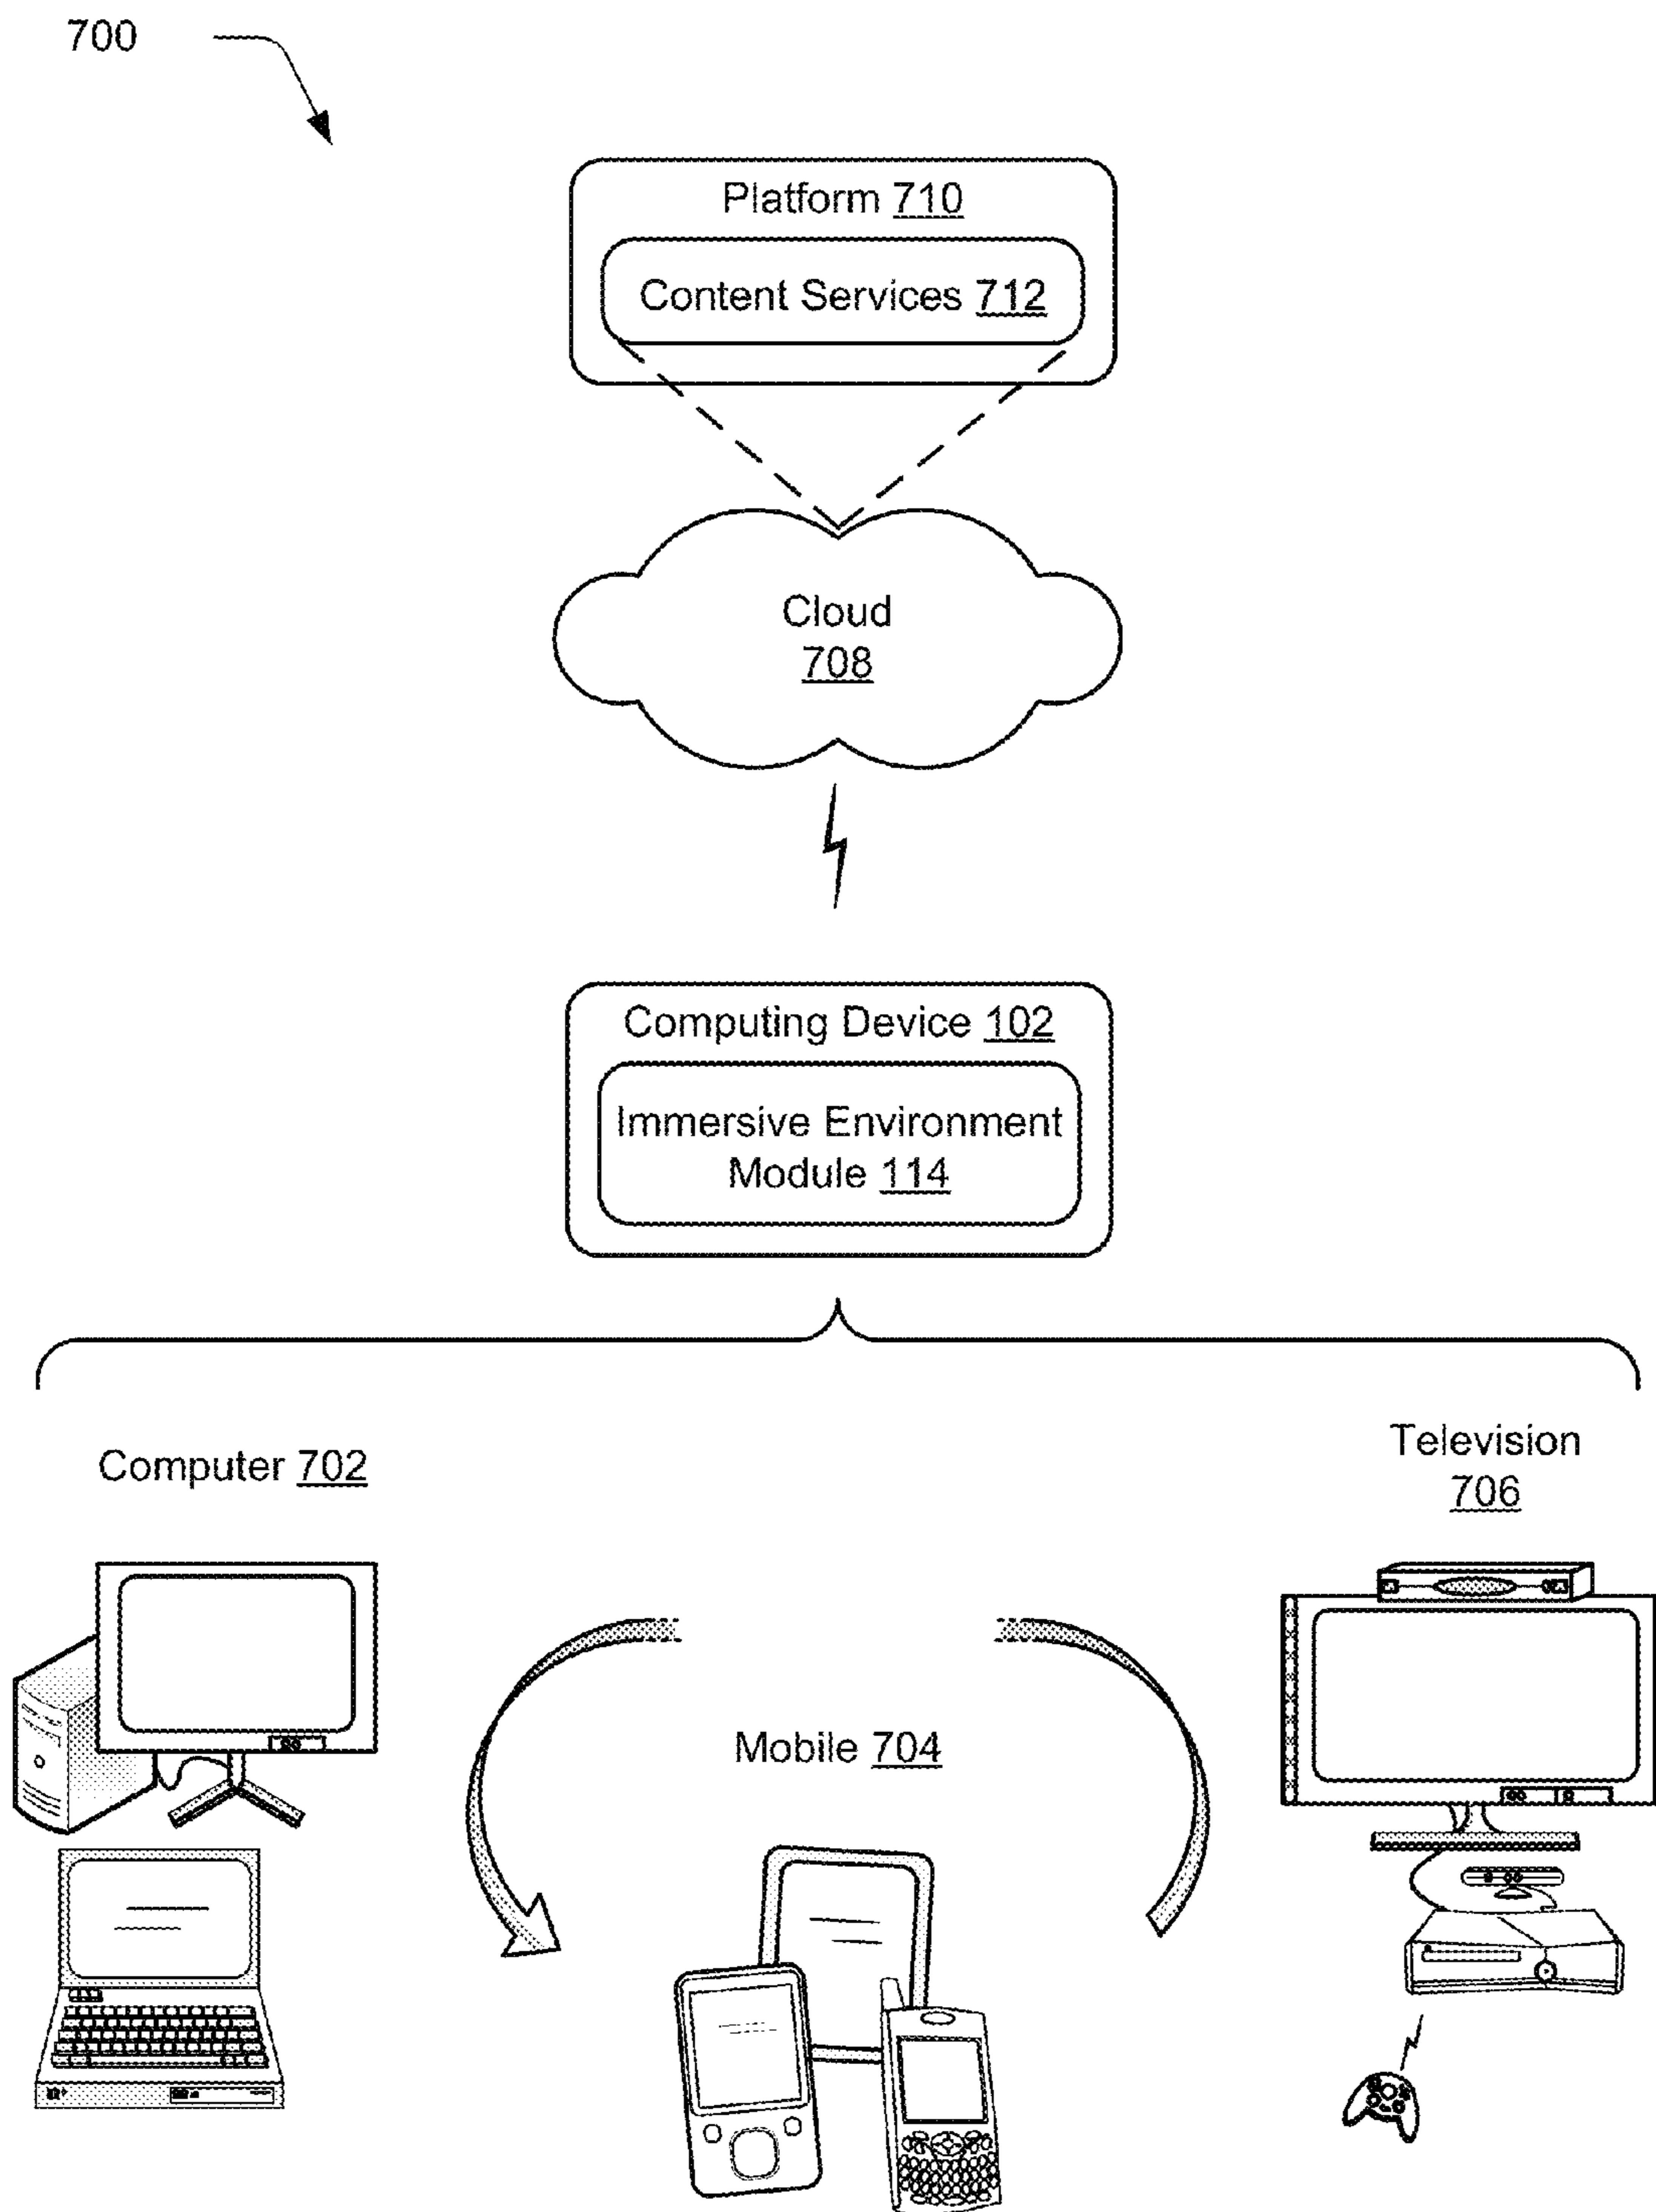 700
Platform 710
Content Services 712
Cloud
708
Computing Device 102
Immersive Environment
Module 114
Computer 702
Television
706
Mobile 704